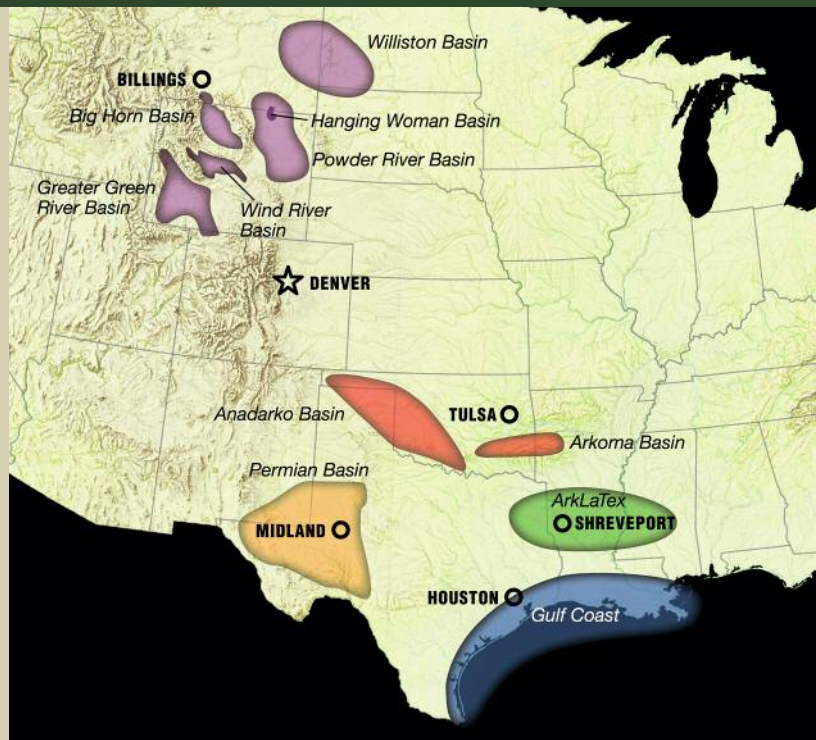 Williston Basin
BILLINGS
Big Horn Basin
Hanging Woman Basin
Powder River Basin
Greater Green
River Basin
Wind River
Basin
DENVER
Anadarko Basin
TULSA
Arkoma Basin
Permian Basin
ArkLaTex
MIDLAND
SHREVEPORT
HOUSTON
Gulf Coast